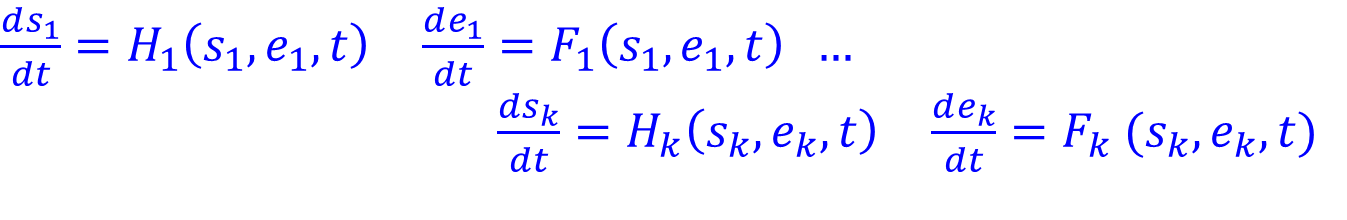 ds₁/dt = H₁(s₁, e₁, t) de₁/dt = F₁(s₁, e₁, t) ...
dsₖ/dt = Hₖ(sₖ, eₖ, t) deₖ/dt = Fₖ (sₖ, eₖ, t)